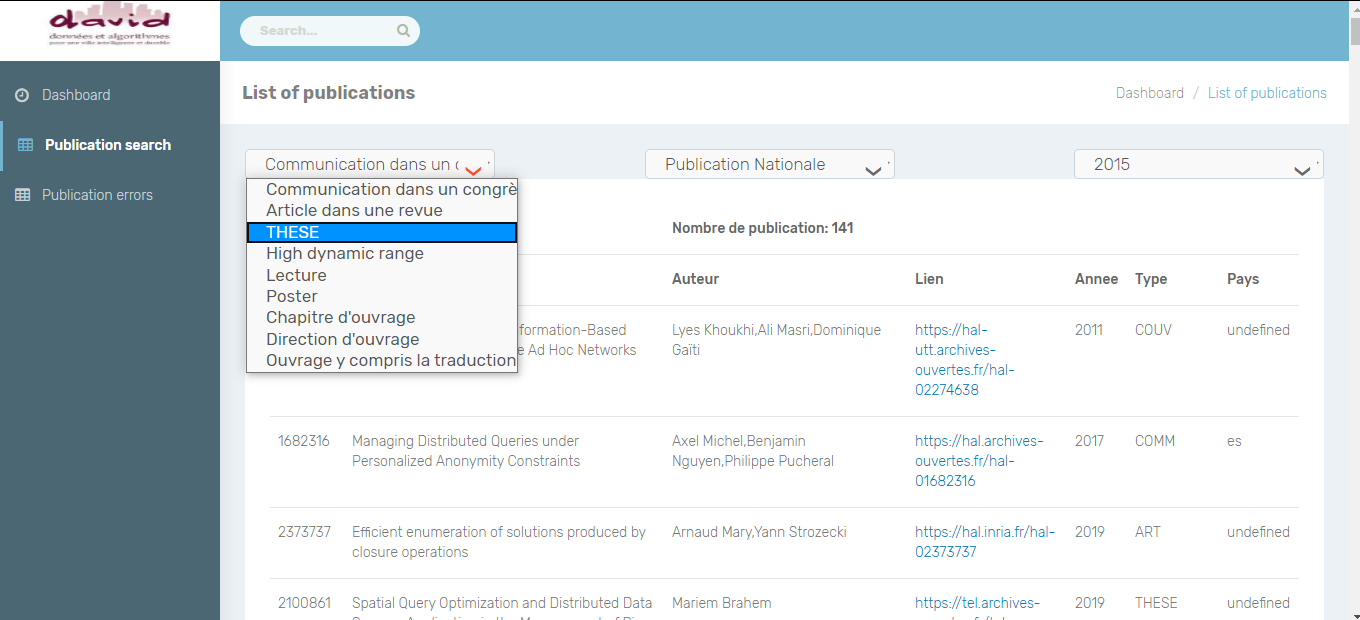 david
données et algorithmes
pour une ville intelligente et durable
Search...
Dashboard
Publication search
Publication errors
List of publications
Dashboard / List of publications
Communication dans un c
Publication Nationale
2015
Communication dans un congrè
Article dans une revue
THESE
High dynamic range
Lecture
Poster
Chapitre d'ouvrage
Direction d'ouvrage
Ouvrage y compris la traduction
Nombre de publication: 141
Auteur Lien Annee Type Pays
formation-Based
e Ad Hoc Networks
Lyes Khoukhi,Ali Masri,Dominique
Gaïti
https://hal-
utt.archives-
ouvertes.fr/hal-
02274638
2011 COUV undefined
1682316
Managing Distributed Queries under
Personalized Anonymity Constraints
Axel Michel,Benjamin
Nguyen,Philippe Pucheral
https://hal.archives-
ouvertes.fr/hal-
01682316
2017 COMM es
2373737
Efficient enumeration of solutions produced by
closure operations
Arnaud Mary,Yann Strozecki
https://hal.inria.fr/hal-
02373737
2019 ART undefined
2100861
Spatial Query Optimization and Distributed Data
Mariem Brahem
https://tel.archives-
2019 THESE undefined